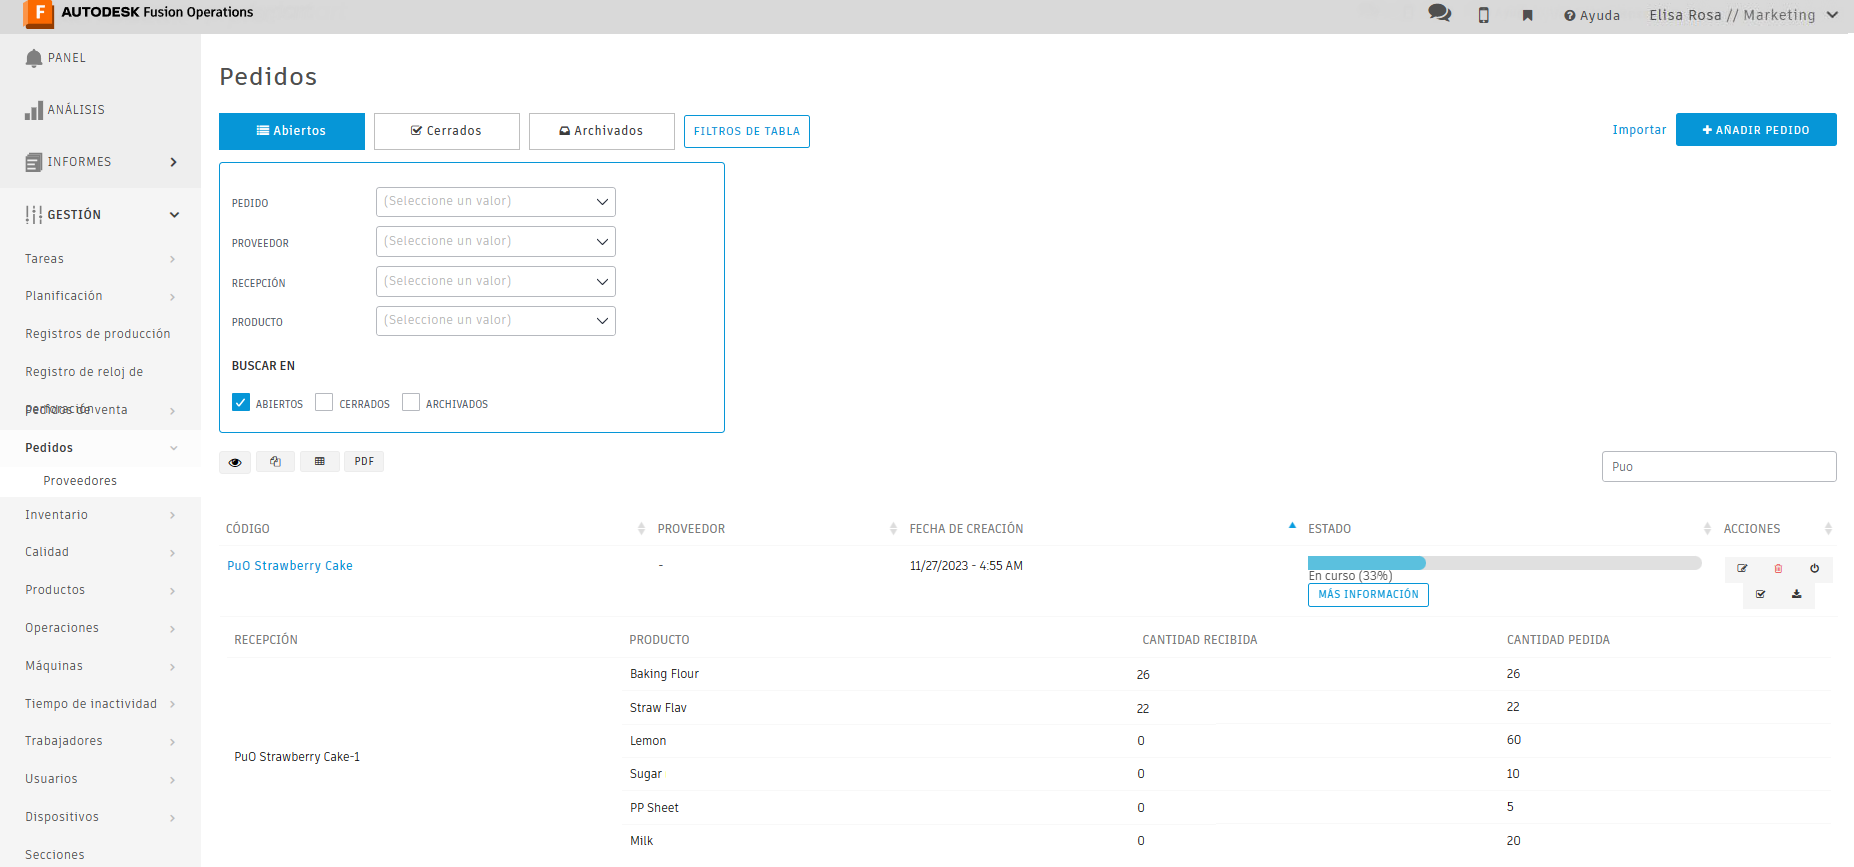 F AUTODESK Fusion Operations
Ayuda
Elisa Rosa // Marketing
PANEL
ANÁLISIS
INFORMES
GESTIÓN
Tareas
Planificación
Registros de producción
Registro de reloj de
perforación
Pedidos de venta
Pedidos
Proveedores
Inventario
Calidad
Productos
Operaciones
Máquinas
Tiempo de inactividad
Trabajadores
Usuarios
Dispositivos
Secciones
Pedidos
Abiertos
Cerrados
Archivados
FILTROS DE TABLA
Importar
+ AÑADIR PEDIDO
PEDIDO (Seleccione un valor)
PROVEEDOR (Seleccione un valor)
RECEPCIÓN (Seleccione un valor)
PRODUCTO (Seleccione un valor)
BUSCAR EN
ABIERTOS CERRADOS ARCHIVADOS
PDF
Puo
CÓDIGO PROVEEDOR FECHA DE CREACIÓN ESTADO ACCIONES
PuO Strawberry Cake - 11/27/2023 - 4:55 AM
En curso (33%)
MÁS INFORMACIÓN
RECEPCIÓN PRODUCTO CANTIDAD RECIBIDA CANTIDAD PEDIDA
PuO Strawberry Cake-1
Baking Flour 26 26
Straw Flav 22 22
Lemon 0 60
Sugar 0 10
PP Sheet 0 5
Milk 0 20